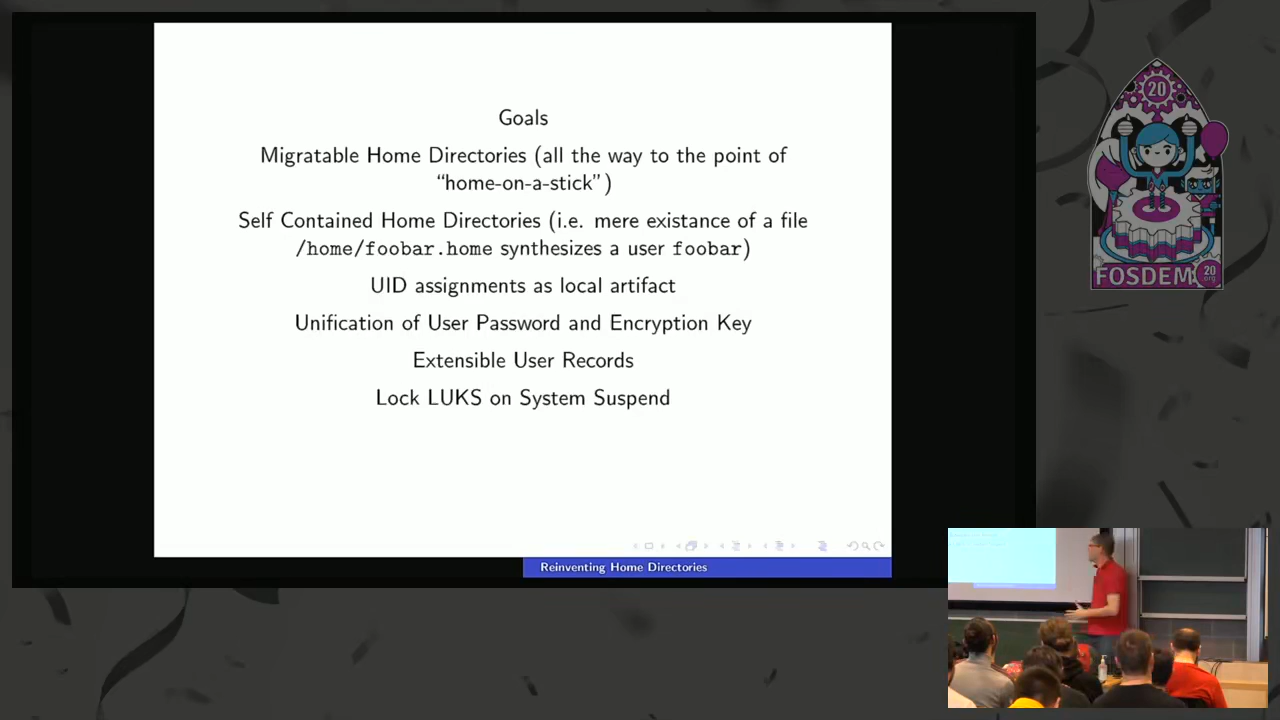 Goals
Migratable Home Directories (all the way to the point of
“home-on-a-stick”)
Self Contained Home Directories (i.e. mere existance of a file
/home/foobar.home synthesizes a user foobar)
UID assignments as local artifact
Unification of User Password and Encryption Key
Extensible User Records
Lock LUKS on System Suspend
Reinventing Home Directories
20
FOSDEM
20
.org